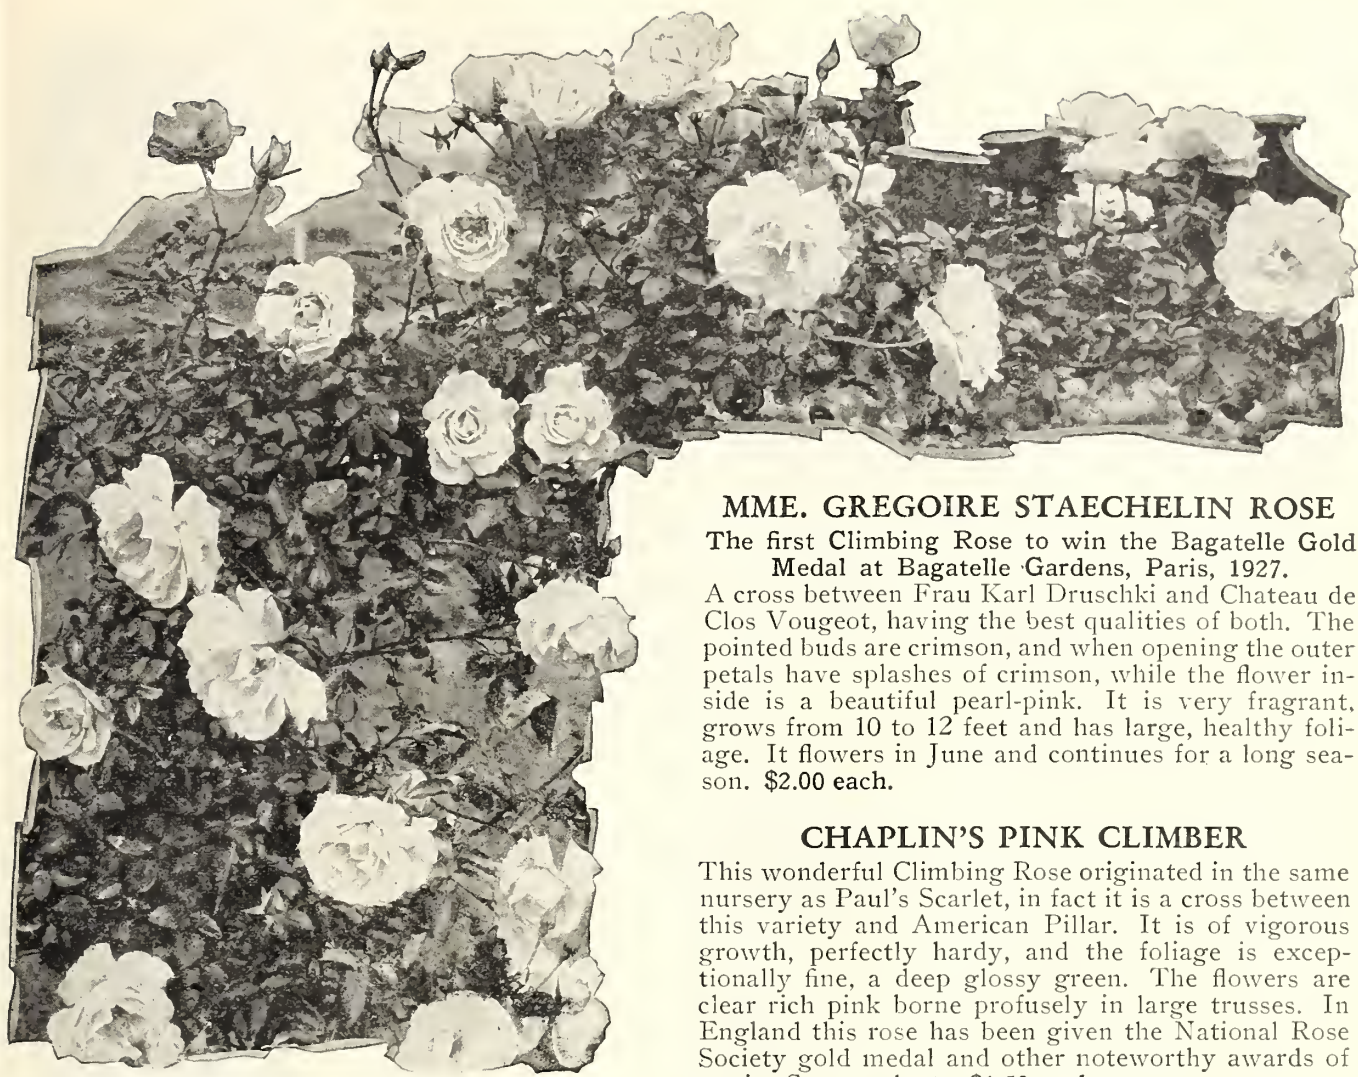 MME. GREGOIRE STAECHELIN ROSE
The first Climbing Rose to win the Bagatelle Gold
Medal at Bagatelle Gardens, Paris, 1927.
A cross between Frau Karl Druschki and Chateau de
Clos Vougeot, having the best qualities of both. The
pointed buds are crimson, and when opening the outer
petals have splashes of crimson, while the flower in-
side is a beautiful pearl-pink. It is very fragrant,
grows from 10 to 12 feet and has large, healthy foli-
age. It flowers in June and continues for a long sea-
son. $2.00 each.
CHAPLIN'S PINK CLIMBER
This wonderful Climbing Rose originated in the same
nursery as Paul's Scarlet, in fact it is a cross between
this variety and American Pillar. It is of vigorous
growth, perfectly hardy, and the foliage is excep-
tionally fine, a deep glossy green. The flowers are
clear rich pink borne profusely in large trusses. In
England this rose has been given the National Rose
Society gold medal and other noteworthy awards of